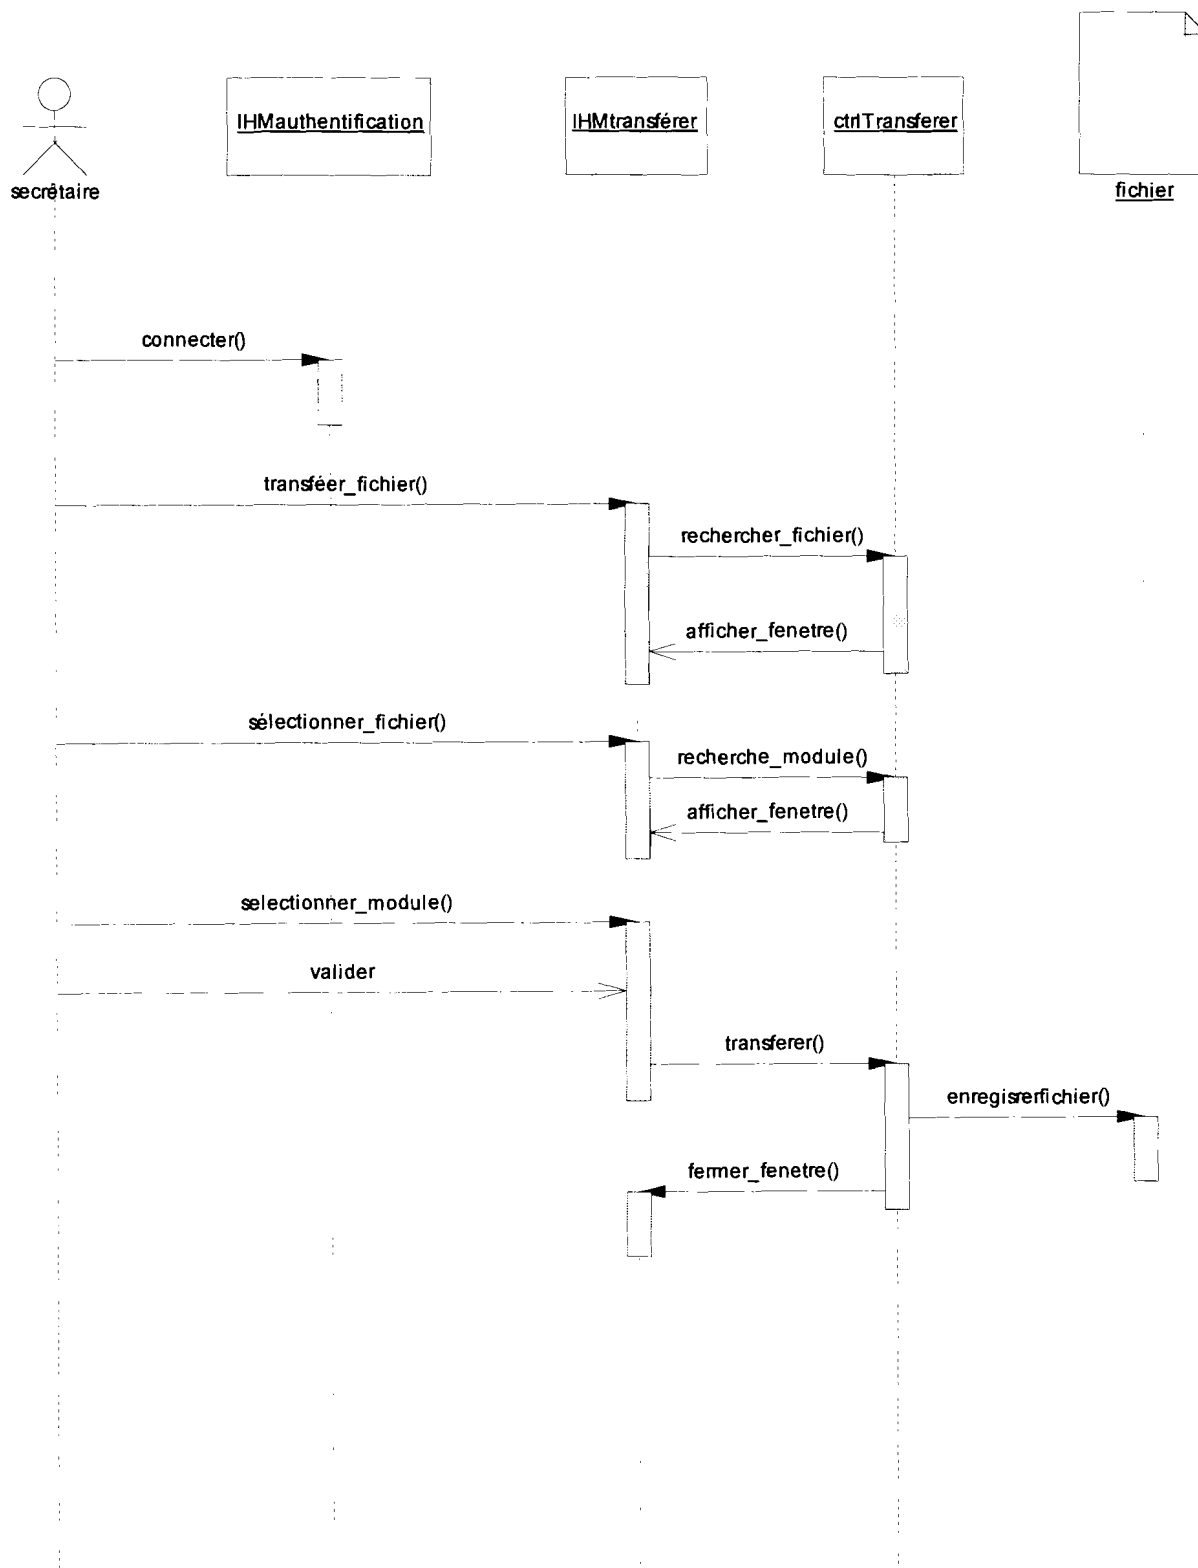 secrétaire
IHMauthentification
IHMtransférer
ctrlTransferer
fichier
connecter()
transféer_fichier()
rechercher_fichier()
afficher_fenetre()
sélectionner_fichier()
recherche_module()
afficher_fenetre()
selectionner_module()
valider
transferer()
enregisrerfichier()
fermer_fenetre()